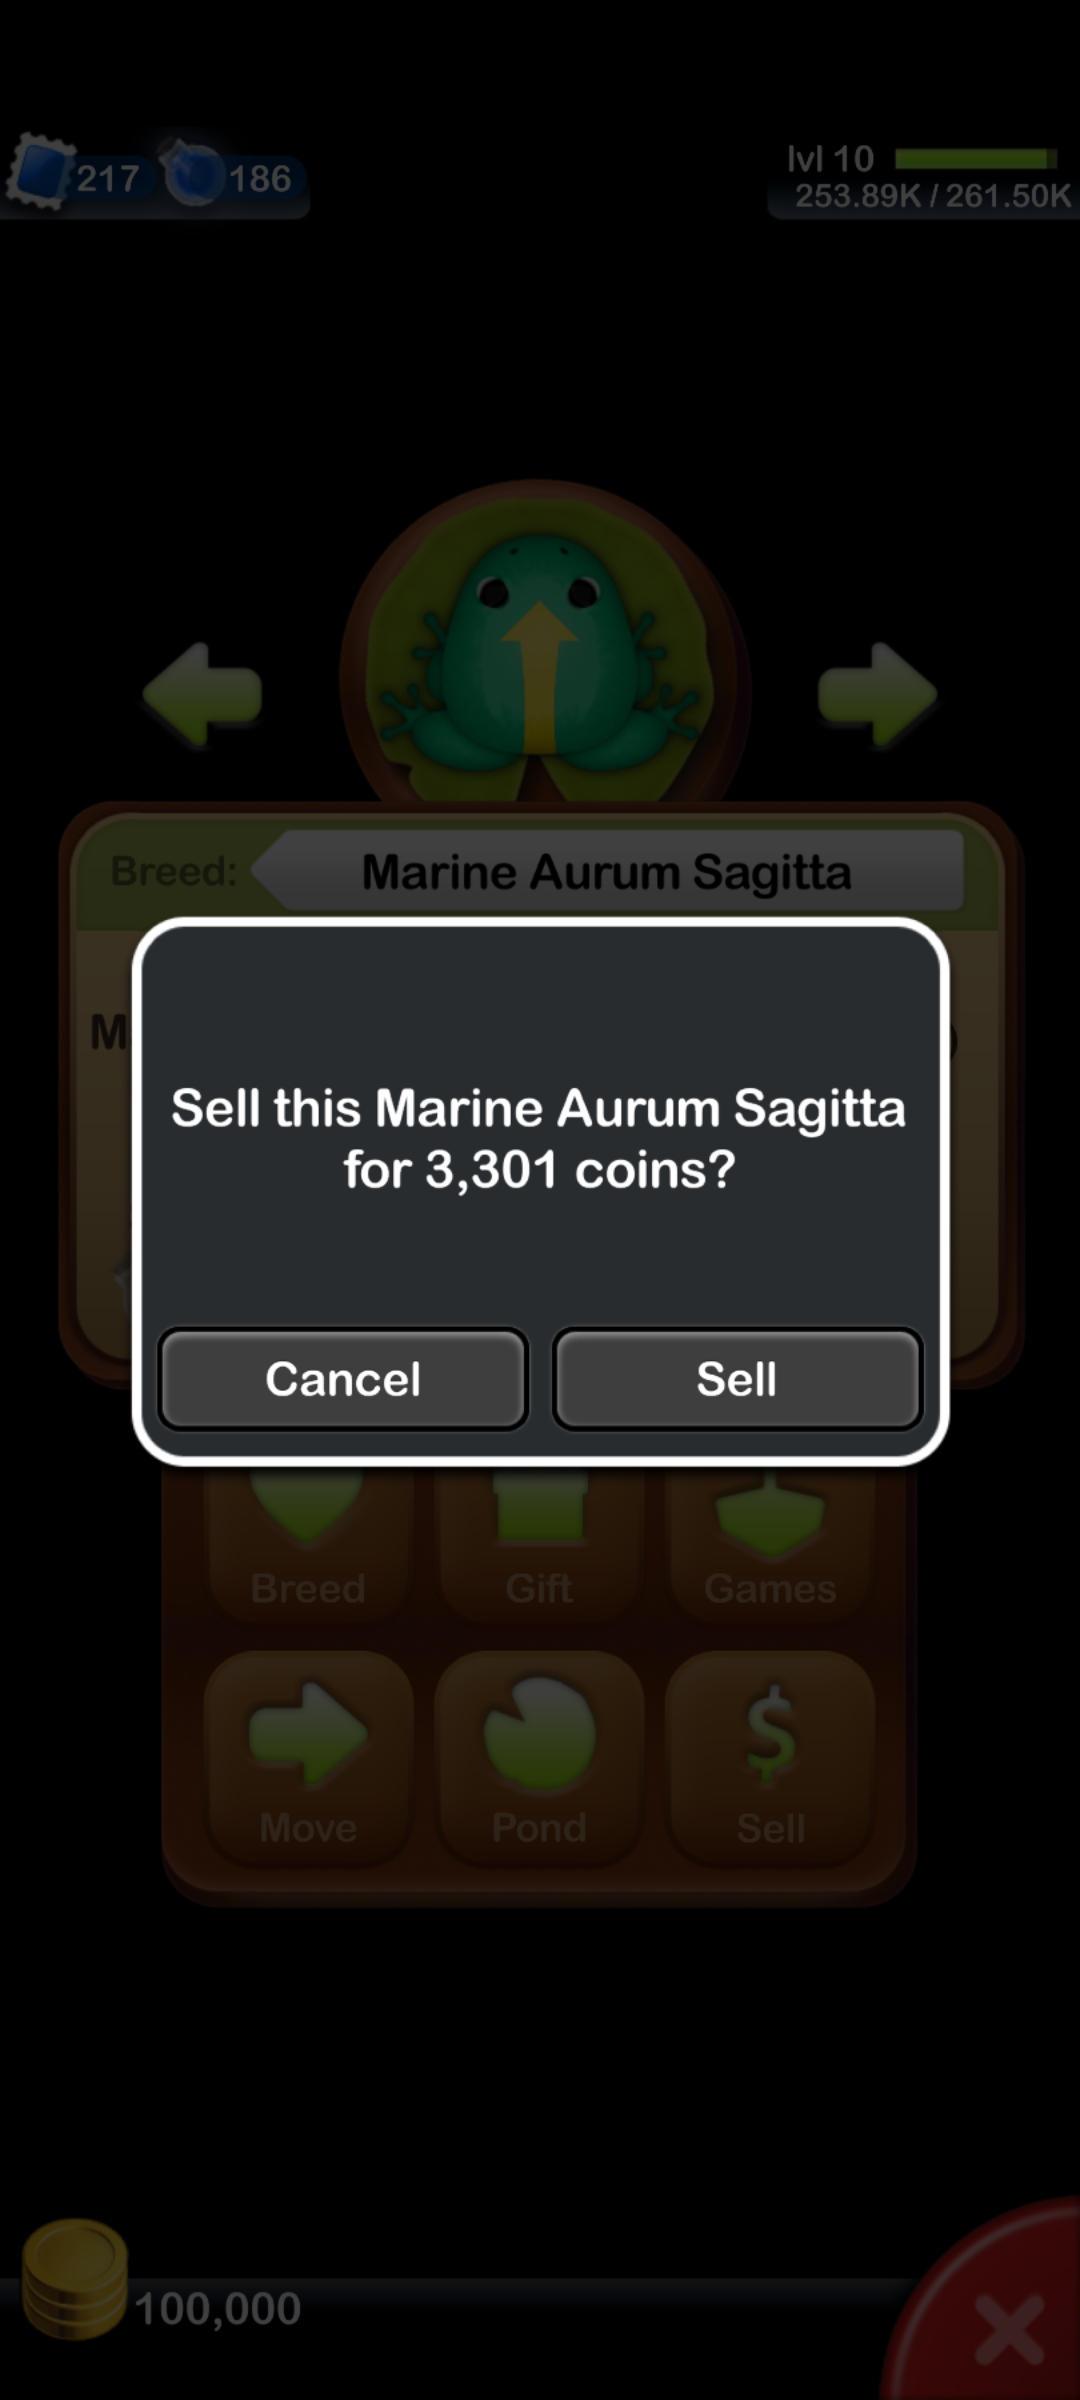 217
186
lvl 10
253.89K / 261.50K
Breed:
Marine Aurum Sagitta
M
Sell this Marine Aurum Sagitta
for 3,301 coins?
Cancel
Sell
Breed
Gift
Games
Move
Pond
$
Sell
100,000